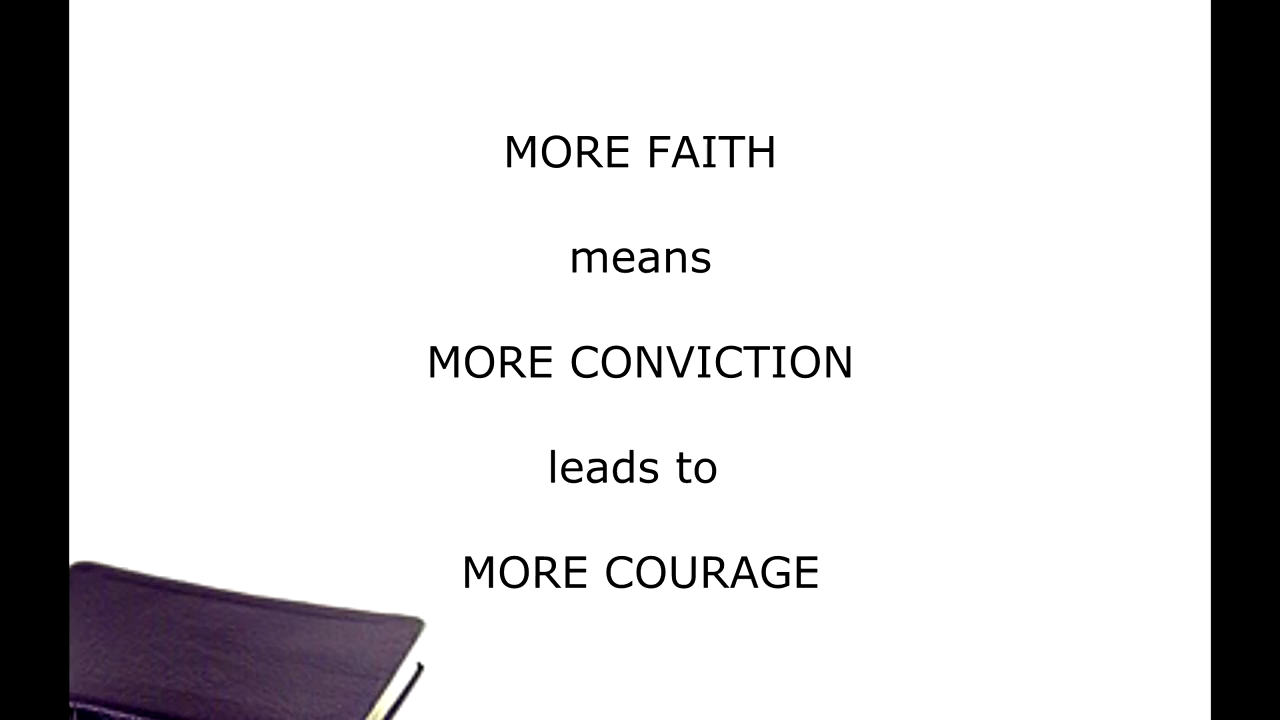 MORE FAITH
means
MORE CONVICTION
leads to
MORE COURAGE